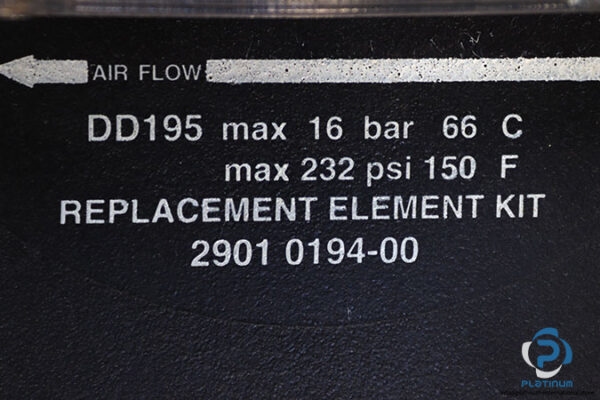 AIR FLOW
DD195 max 16 bar 66 C
max 232 psi 150 F
REPLACEMENT ELEMENT KIT
2901 0194-00
PLATINUM